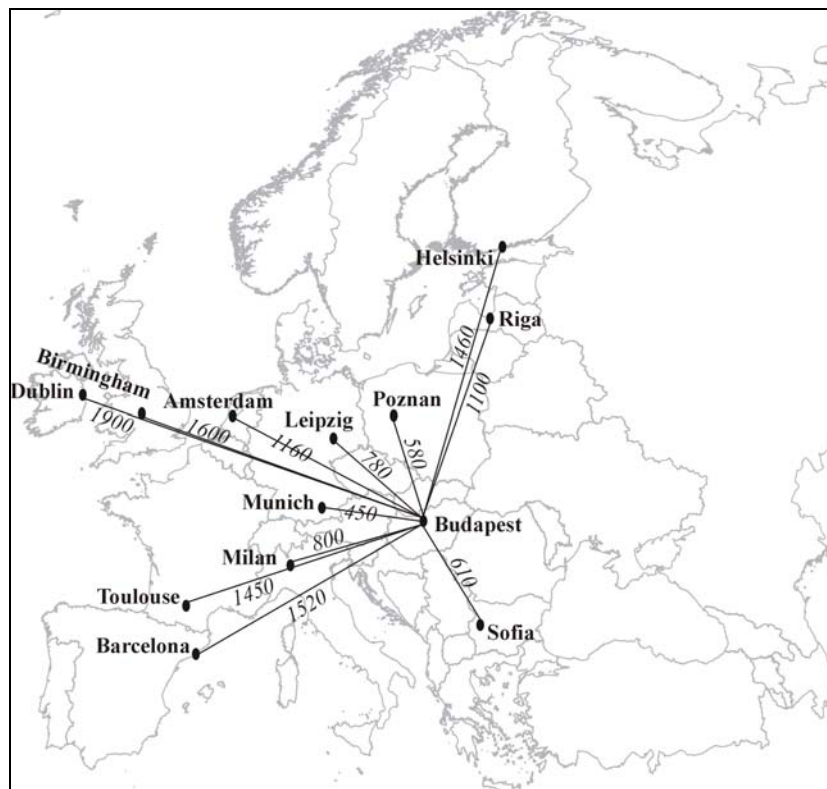 Helsinki
Riga
1460
1100
Birmingham
Dublin
Amsterdam
Poznan
Leipzig
1900
1600
1160
780
580
Munich
450
Budapest
Milan
800
610
Toulouse
1450
1520
Sofia
Barcelona